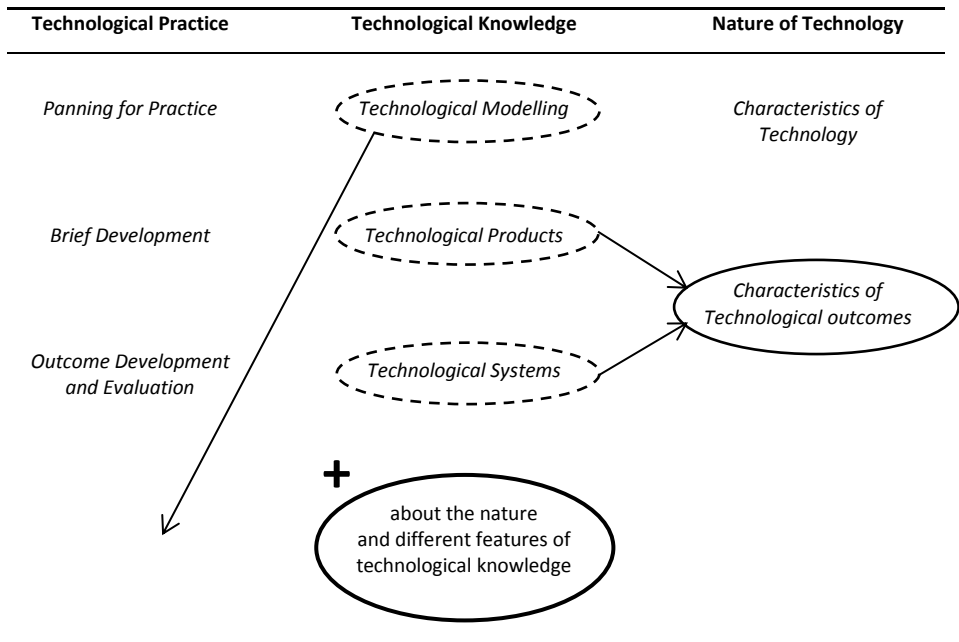 Technological Practice Technological Knowledge Nature of Technology
Panning for Practice Technological Modelling Characteristics of
Technology
Brief Development Technological Products
Characteristics of
Technological outcomes
Outcome Development Technological Systems
and Evaluation
+
about the nature
and different features of
technological knowledge